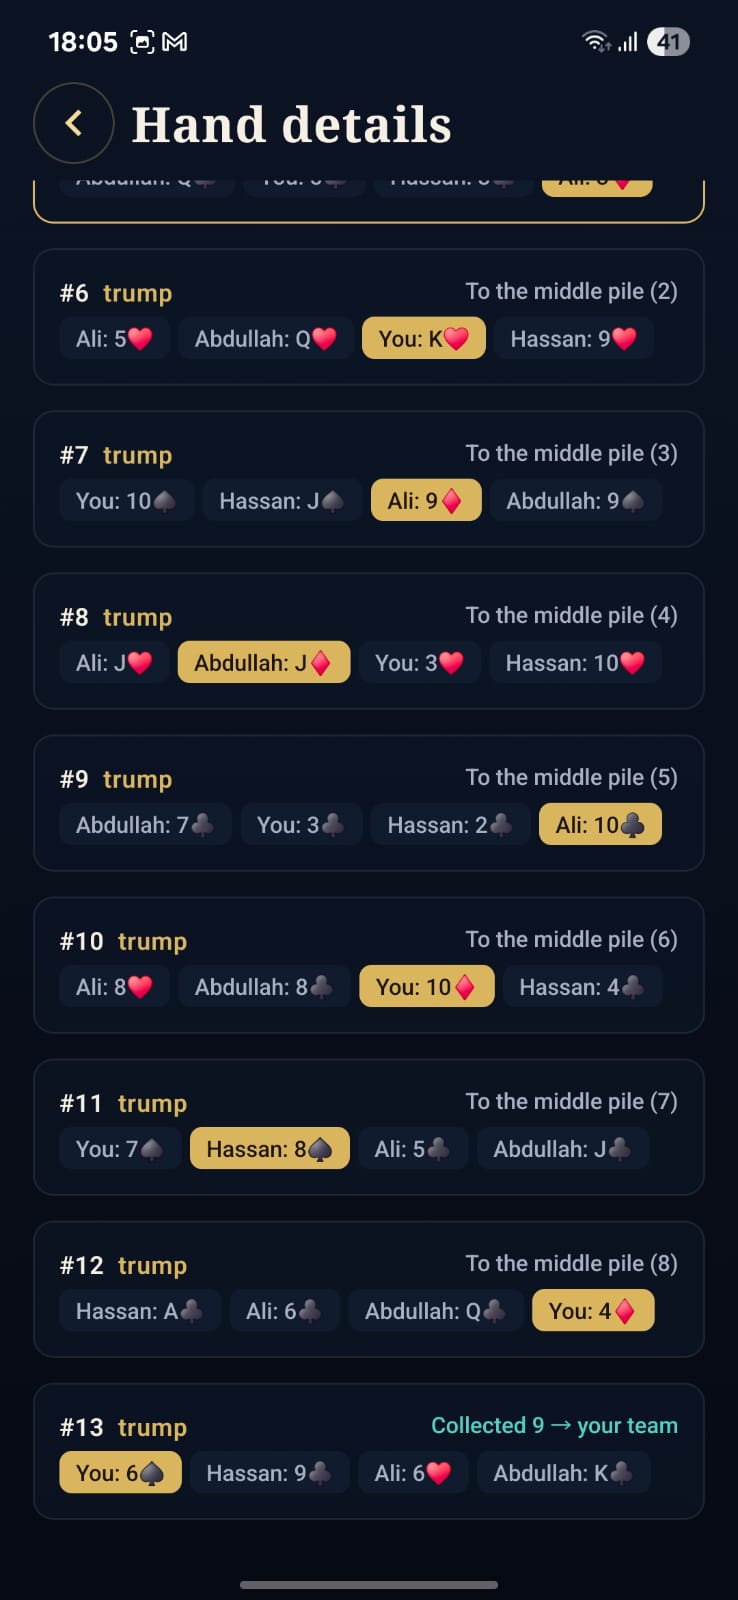 18:05 41
Hand details
#6 trump To the middle pile (2)
Ali: 5♥ Abdullah: Q♥ You: K♥ Hassan: 9♥
#7 trump To the middle pile (3)
You: 10♠ Hassan: J♠ Ali: 9♦ Abdullah: 9♠
#8 trump To the middle pile (4)
Ali: J♥ Abdullah: J♦ You: 3♥ Hassan: 10♥
#9 trump To the middle pile (5)
Abdullah: 7♣ You: 3♣ Hassan: 2♣ Ali: 10♣
#10 trump To the middle pile (6)
Ali: 8♥ Abdullah: 8♣ You: 10♦ Hassan: 4♣
#11 trump To the middle pile (7)
You: 7♠ Hassan: 8♠ Ali: 5♣ Abdullah: J♣
#12 trump To the middle pile (8)
Hassan: A♣ Ali: 6♣ Abdullah: Q♣ You: 4♦
#13 trump Collected 9 → your team
You: 6♠ Hassan: 9♣ Ali: 6♥ Abdullah: K♣